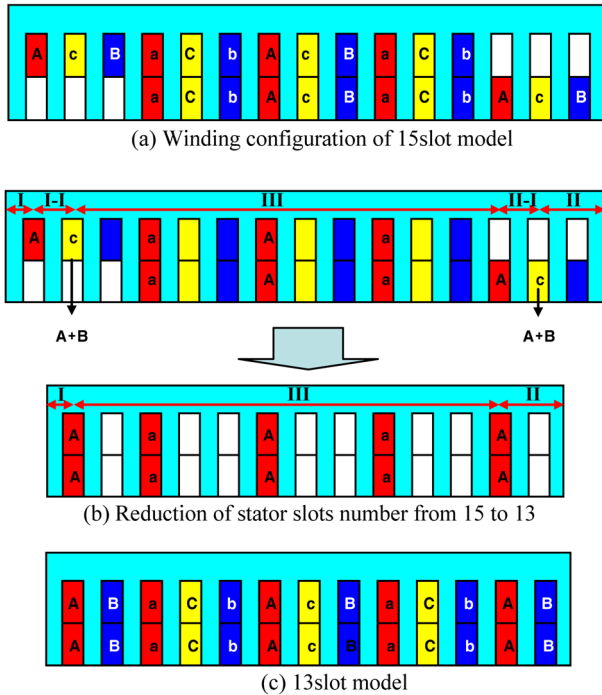 A c B a C b A c B a C b
a C b A c B a C b A c B
(a) Winding configuration of 15slot model
I I-I III II-I II
A c a A a
a A a A c
A+B A+B
I III II
A a A a A
A a A a A
(b) Reduction of stator slots number from 15 to 13
A B a C b A c B a C b A B
A B a C b A c B a C b A B
(c) 13slot model